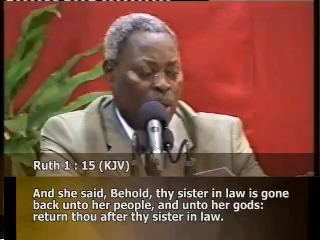 Ruth 1 : 15 (KJV)
And she said, Behold, thy sister in law is gone
back unto her people, and unto her gods:
return thou after thy sister in law.